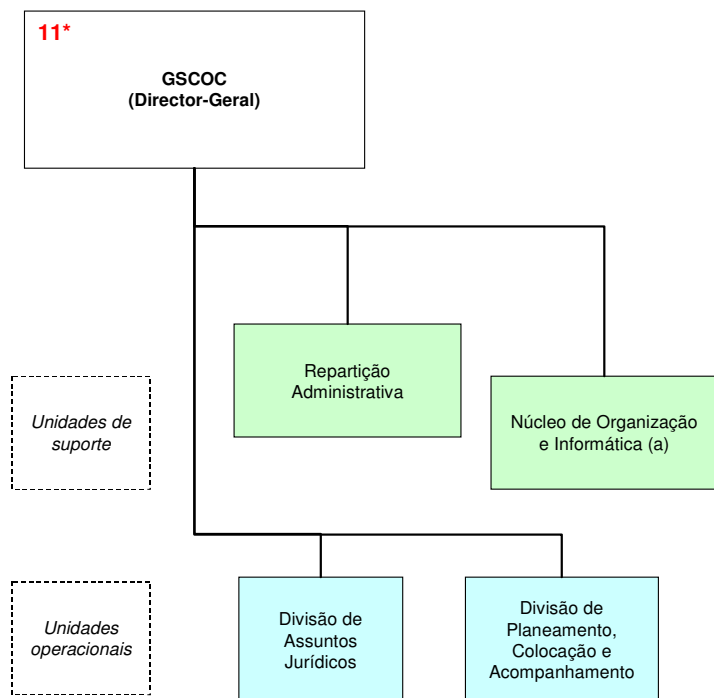 11*
GSCOC
(Director-Geral)
Repartição
Administrativa
Unidades de
suporte
Núcleo de Organização
e Informática (a)
Unidades
operacionais
Divisão de
Assuntos
Jurídicos
Divisão de
Planeamento,
Colocação e
Acompanhamento